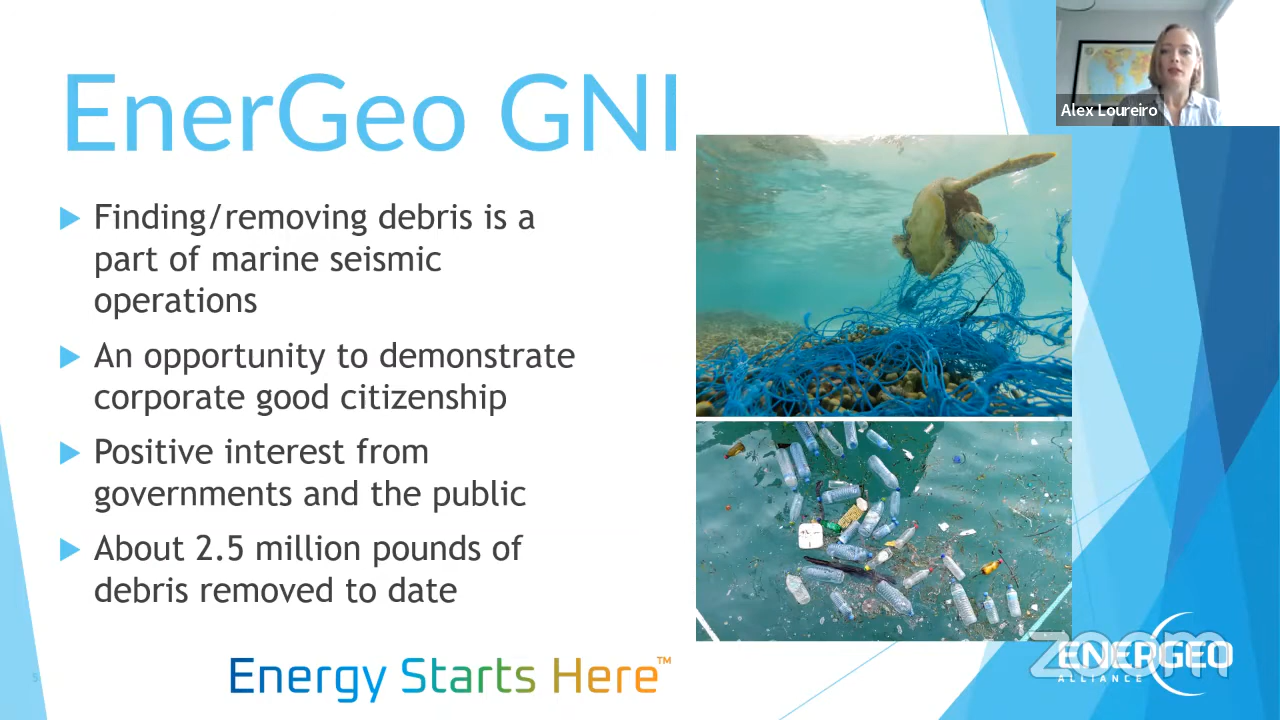 EnerGeo GNI
Alex Loureiro
Finding/removing debris is a
part of marine seismic
operations
An opportunity to demonstrate
corporate good citizenship
Positive interest from
governments and the public
About 2.5 million pounds of
debris removed to date
Energy Starts Here™
zoom
ENERGEO
ALLIANCE